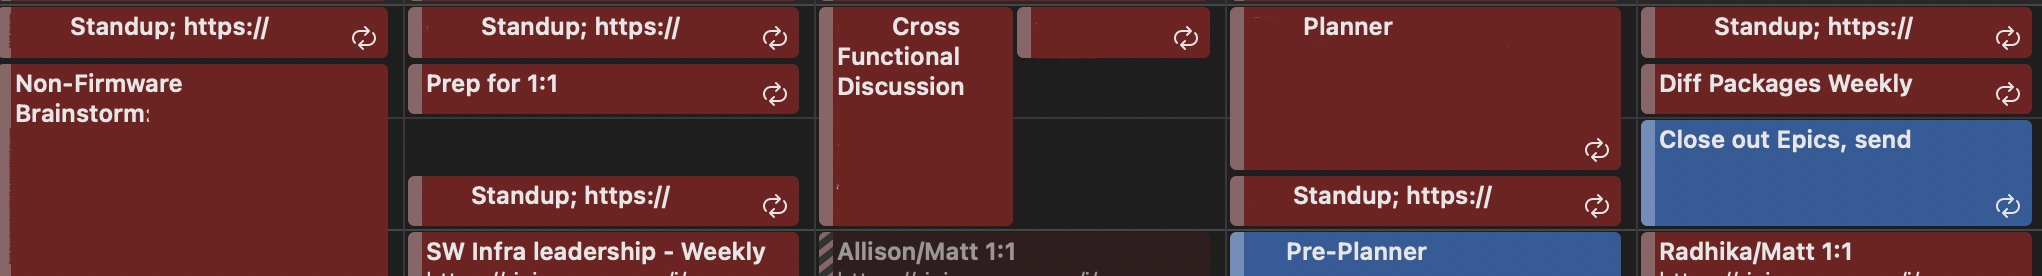 Standup; https://
Non-Firmware
Brainstorm:
Standup; https://
Prep for 1:1
Standup; https://
SW Infra leadership - Weekly
Cross
Functional
Discussion
Allison/Matt 1:1
Planner
Standup; https://
Pre-Planner
Standup; https://
Diff Packages Weekly
Close out Epics, send
Radhika/Matt 1:1